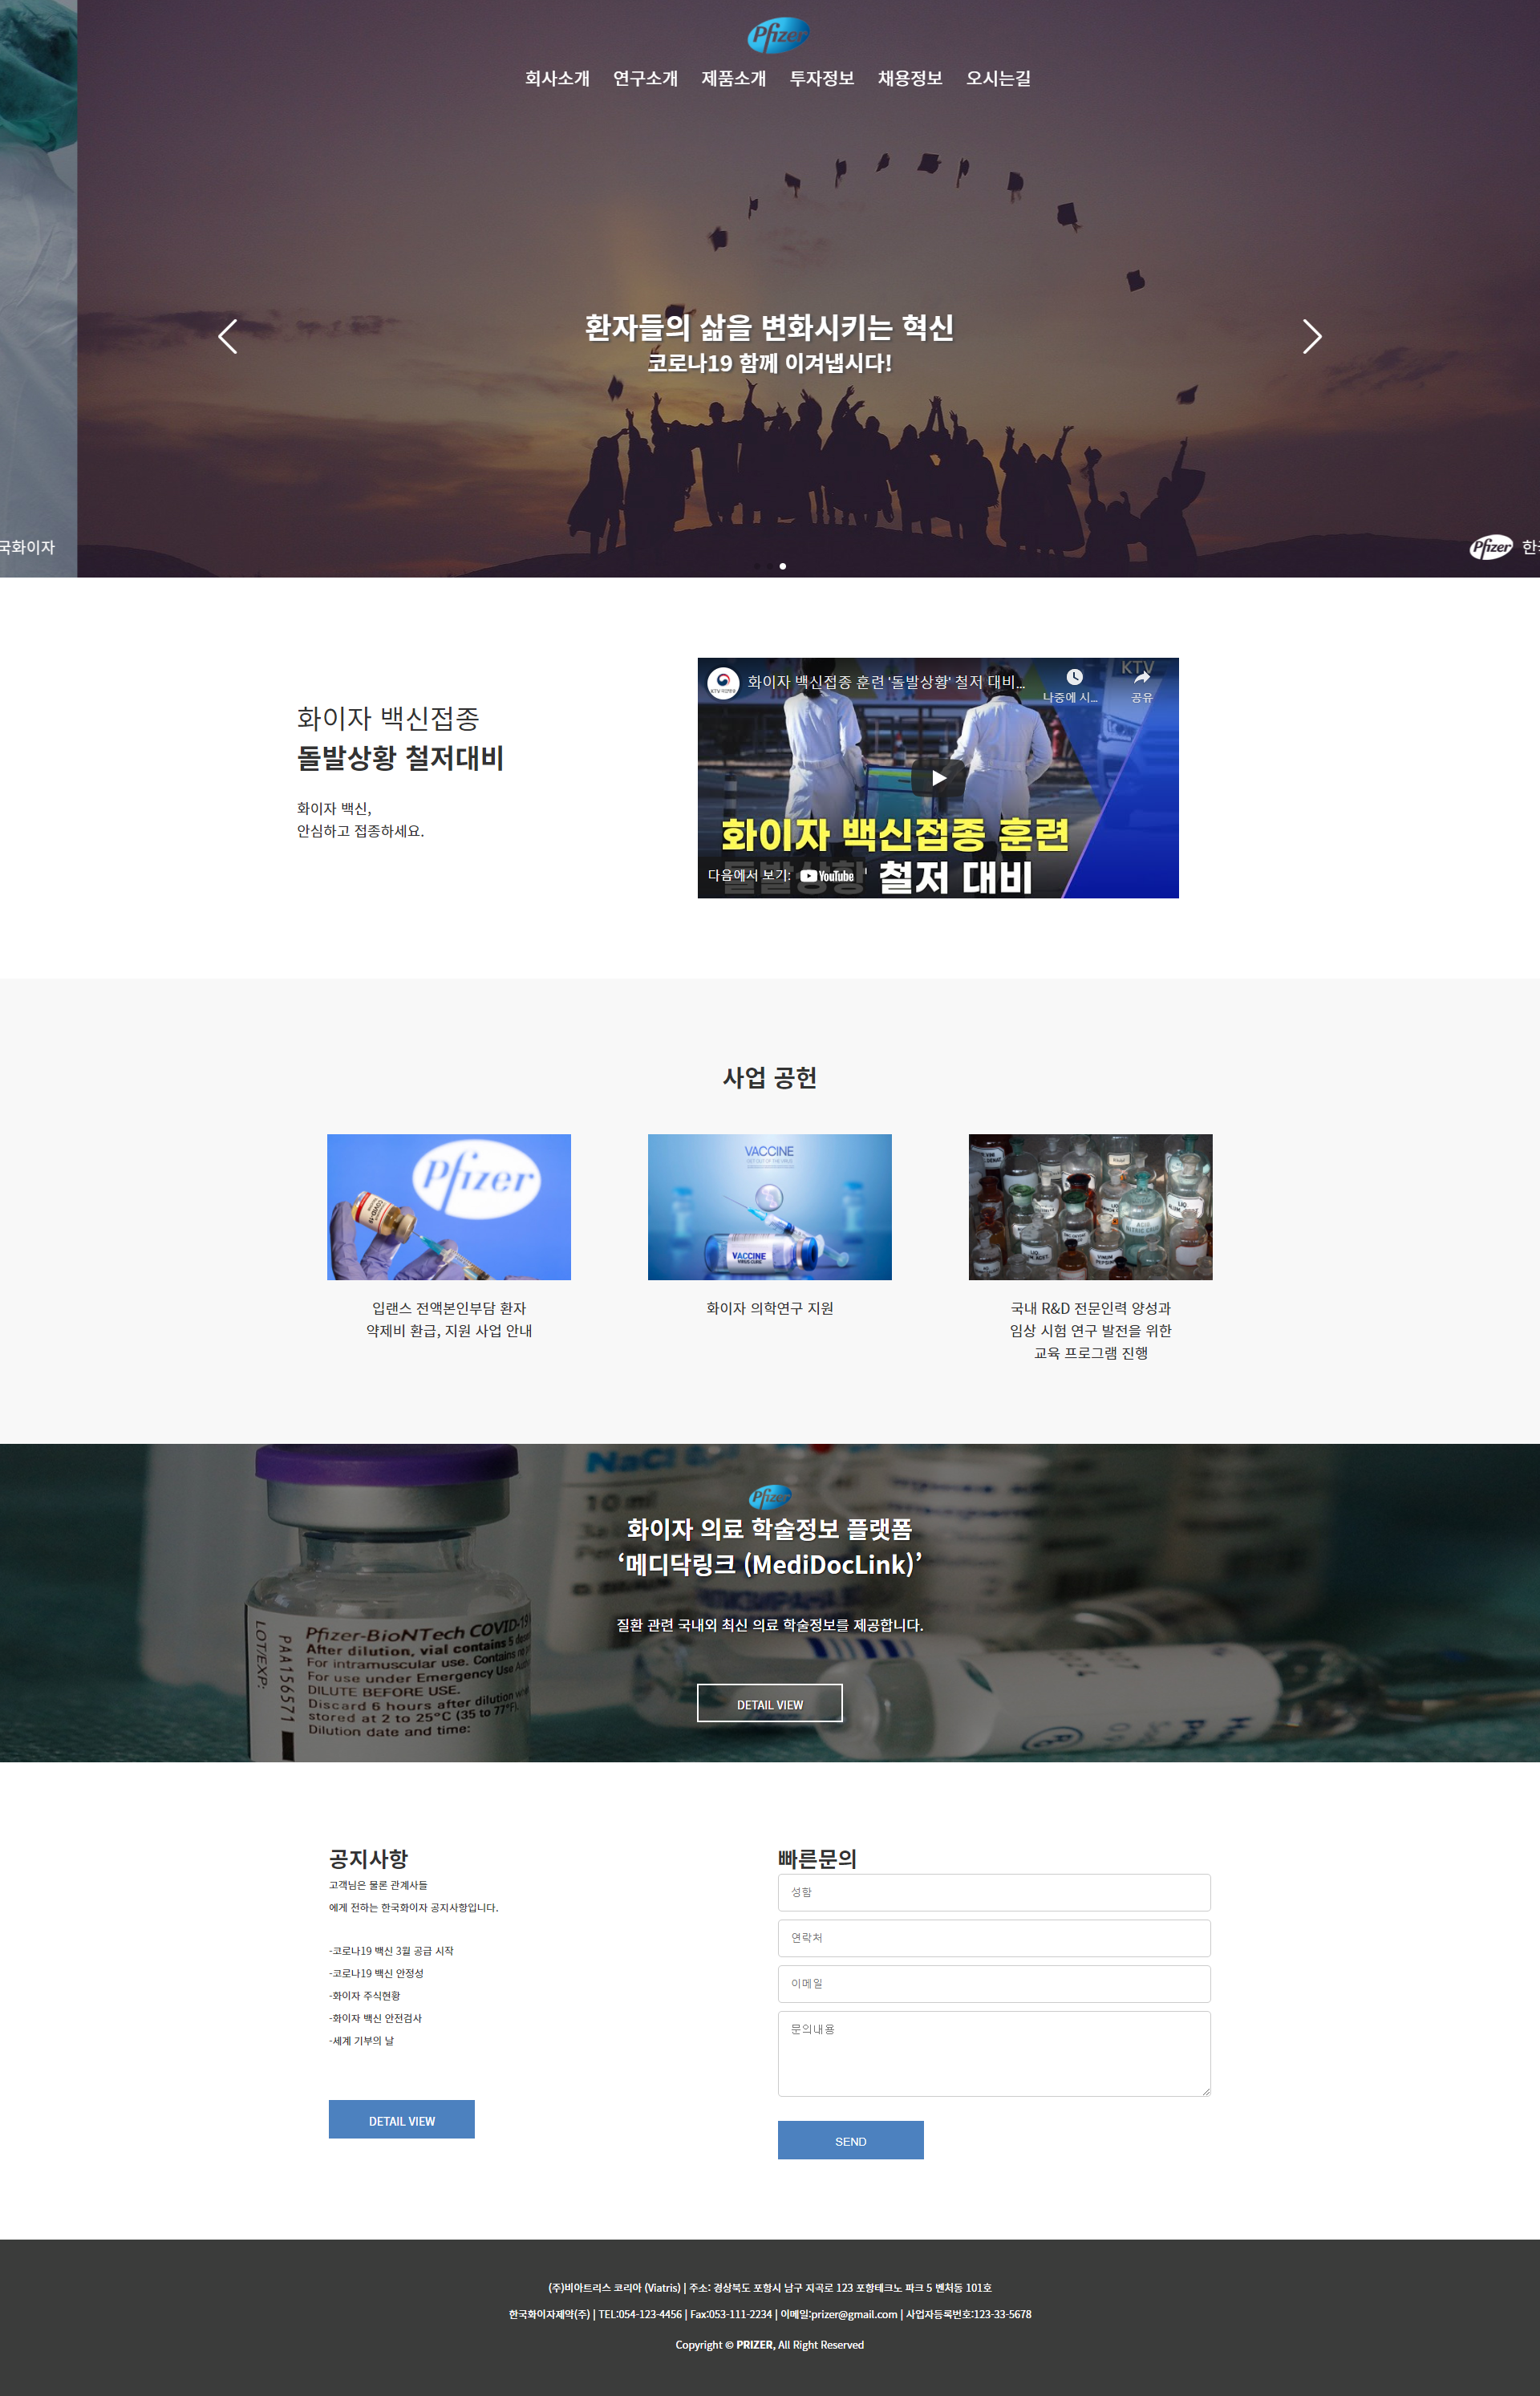 Pfizer
회사소개 연구소개 제품소개 투자정보 채용정보 오시는길
환자들의 삶을 변화시키는 혁신
코로나19 함께 이겨냅시다!
국화이자
Pfizer 한국
화이자 백신접종
돌발상황 철저대비
화이자 백신,
안심하고 접종하세요.
화이자 백신접종 훈련 '돌발상황' 철저 대비...
나중에 시...
공유
KTV
화이자 백신접종 훈련
돌발상황' 철저 대비
다음에서 보기: YouTube
사업 공헌
Pfizer
COVID-19
VACCINE
VACCINE
VIRUS CURE
ACID
NITRIC
입랜스 전액본인부담 환자
약제비 환급, 지원 사업 안내
화이자 의학연구 지원
국내 R&D 전문인력 양성과
임상 시험 연구 발전을 위한
교육 프로그램 진행
NaCl
10 ml
Pfizer
화이자 의료 학술정보 플랫폼
‘메디닥링크 (MediDocLink)’
질환 관련 국내외 최신 의료 학술정보를 제공합니다.
DETAIL VIEW
LOT/EXP:
PAA156571
Pfizer-BioNTech COVID-19
After dilution, vial contains 5
For intramuscular use. Contains no
For use under Emergency Use
DILUTE BEFORE USE.
Discard 6 hours after dilution
stored at 2 to 25°C (35 to 77°F).
Dilution date and time:
공지사항
고객님은 물론 관계사들
에게 전하는 한국화이자 공지사항입니다.
-코로나19 백신 3월 공급 시작
-코로나19 백신 안정성
-화이자 주식현황
-화이자 백신 안전검사
-세계 기부의 날
DETAIL VIEW
빠른문의
성함
연락처
이메일
문의내용
SEND
(주)비아트리스 코리아 (Viatris) | 주소: 경상북도 포항시 남구 지곡로 123 포항테크노 파크 5 벤처동 101호
한국화이자제약(주) | TEL:054-123-4456 | Fax:053-111-2234 | 이메일:prizer@gmail.com | 사업자등록번호:123-33-5678
Copyright © PRIZER, All Right Reserved